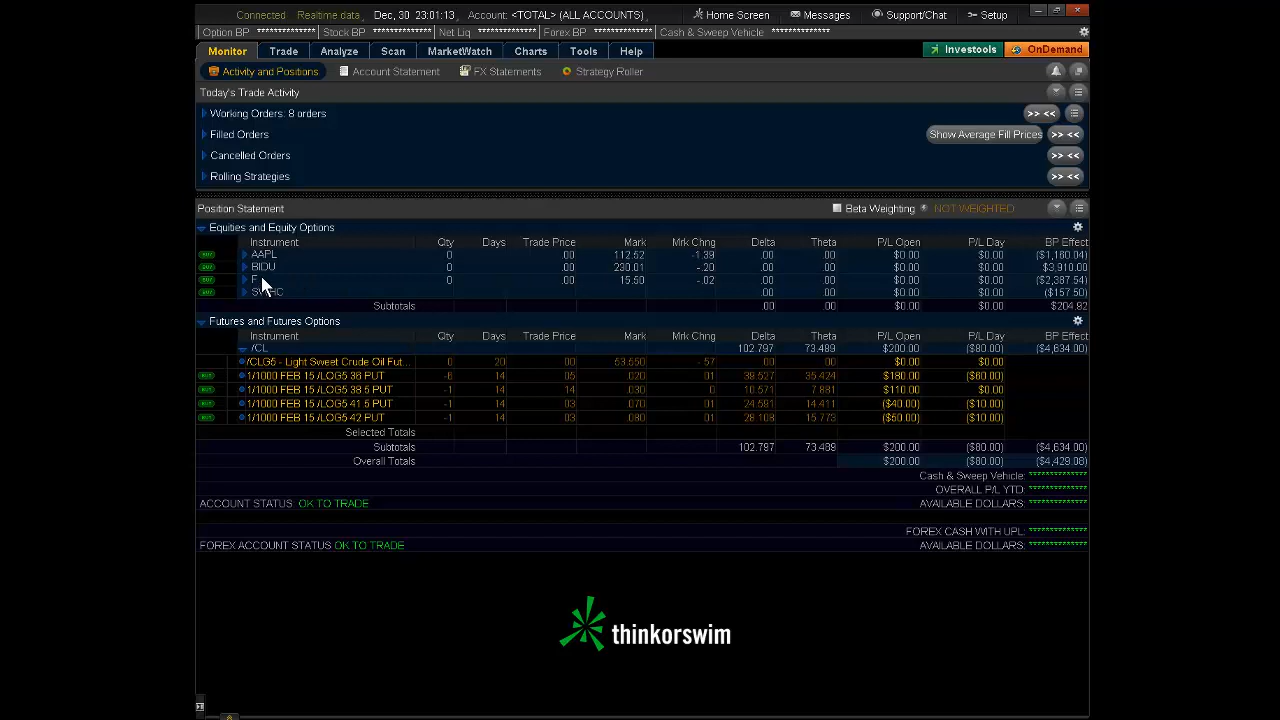 Connected Realtime data Dec, 30 23:01:13 Account: <TOTAL> (ALL ACCOUNTS) Home Screen Messages Support/Chat Setup
Option BP ************* Stock BP ************* Net Liq ************* Forex BP ************* Cash & Sweep Vehicle *************
Monitor Trade Analyze Scan MarketWatch Charts Tools Help Investools OnDemand
Activity and Positions Account Statement FX Statements Strategy Roller
Today's Trade Activity
Working Orders: 8 orders >> <<
Filled Orders Show Average Fill Prices >> <<
Cancelled Orders >> <<
Rolling Strategies >> <<
Position Statement Beta Weighting NOT WEIGHTED
Equities and Equity Options
Instrument Qty Days Trade Price Mark Mrk Chng Delta Theta P/L Open P/L Day BP Effect
BUY AAPL 0 .00 112.52 -1.39 .00 .00 $0.00 $0.00 ($1,160.04)
BUY BIDU 0 .00 230.01 -.20 .00 .00 $0.00 $0.00 $3,910.00
BUY F 0 .00 15.50 -.02 .00 .00 $0.00 $0.00 ($2,387.54)
BUY .00 .00 $0.00 $0.00 ($157.50)
Subtotals .00 .00 $0.00 $0.00 $204.92
Futures and Futures Options
Instrument Qty Days Trade Price Mark Mrk Chng Delta Theta P/L Open P/L Day BP Effect
/CL 102.797 73.489 $200.00 ($80.00) ($4,634.00)
/CLG5 - Light Sweet Crude Oil Fut... 0 20 .00 53.550 -.57 .00 .00 $0.00 $0.00
BUY 1/1000 FEB 15 /LOG5 36 PUT -6 14 .05 .020 .01 39.527 35.424 $180.00 ($60.00)
BUY 1/1000 FEB 15 /LOG5 38.5 PUT -1 14 .14 .030 0 10.571 7.881 $110.00 $0.00
BUY 1/1000 FEB 15 /LOG5 41.5 PUT -1 14 .03 .070 .01 24.591 14.411 ($40.00) ($10.00)
BUY 1/1000 FEB 15 /LOG5 42 PUT -1 14 .03 .080 .01 28.108 15.773 ($50.00) ($10.00)
Selected Totals
Subtotals 102.797 73.489 $200.00 ($80.00) ($4,634.00)
Overall Totals $200.00 ($80.00) ($4,429.08)
Cash & Sweep Vehicle: *************
OVERALL P/L YTD: *************
ACCOUNT STATUS: OK TO TRADE AVAILABLE DOLLARS: *************
FOREX CASH WITH UPL: *************
FOREX ACCOUNT STATUS OK TO TRADE AVAILABLE DOLLARS: *************
thinkorswim